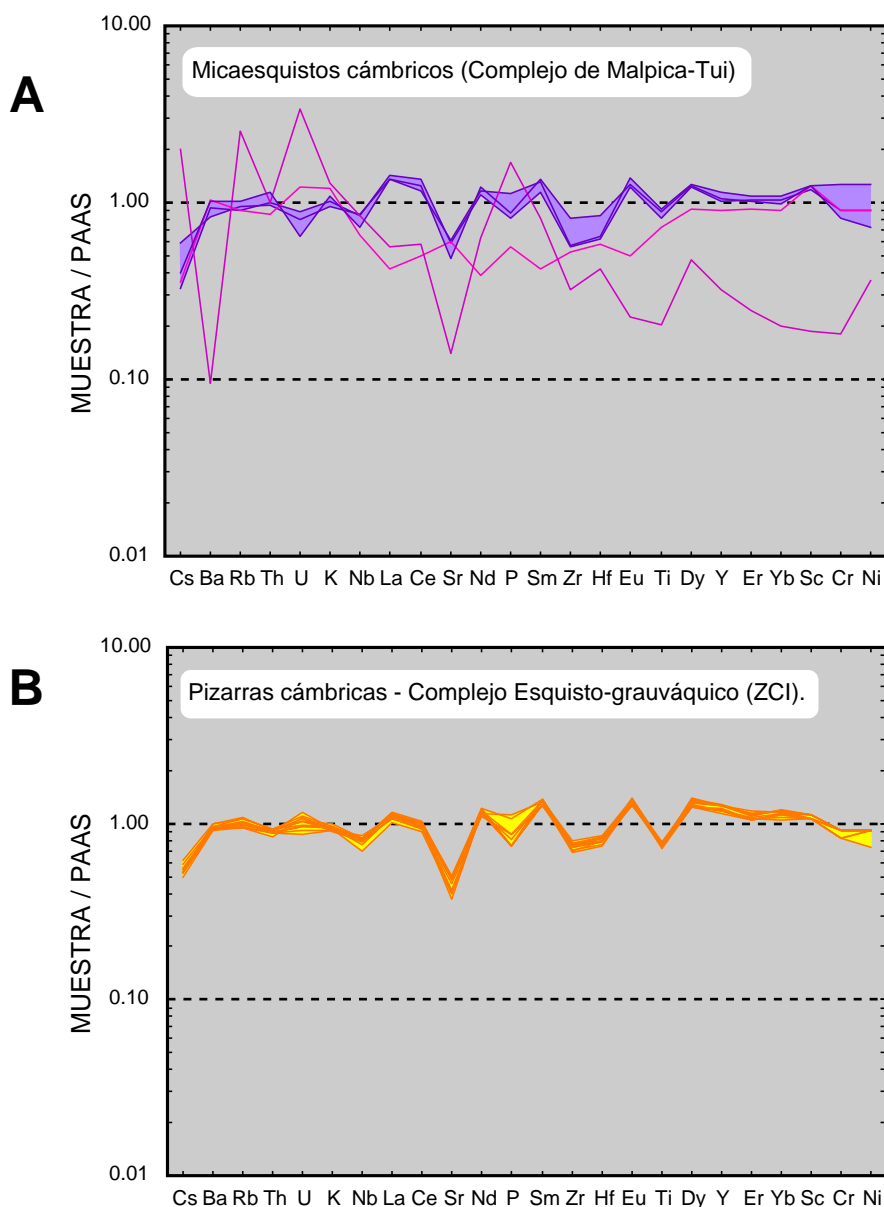 10.00
A
Micaesquistos cámbricos (Complejo de Malpica-Tui)
1.00
MUESTRA / PAAS
0.10
0.01
Cs Ba Rb Th U K Nb La Ce Sr Nd P Sm Zr Hf Eu Ti Dy Y Er Yb Sc Cr Ni
10.00
B
Pizarras cámbricas - Complejo Esquisto-grauváquico (ZCI).
1.00
MUESTRA / PAAS
0.10
0.01
Cs Ba Rb Th U K Nb La Ce Sr Nd P Sm Zr Hf Eu Ti Dy Y Er Yb Sc Cr Ni